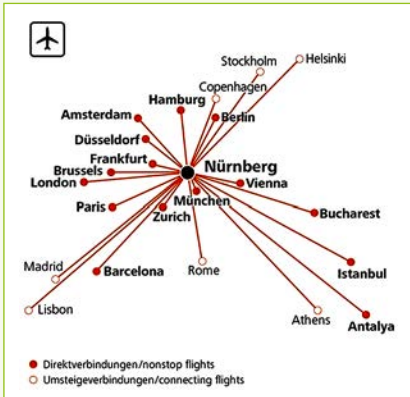 Stockholm
Helsinki
Copenhagen
Hamburg
Berlin
Amsterdam
Düsseldorf
Frankfurt
Nürnberg
Brussels
London
München
Vienna
Paris
Zurich
Bucharest
Madrid
Barcelona
Rome
Istanbul
Lisbon
Athens
Antalya
Direktverbindungen/nonstop flights
Umsteigeverbindungen/connecting flights